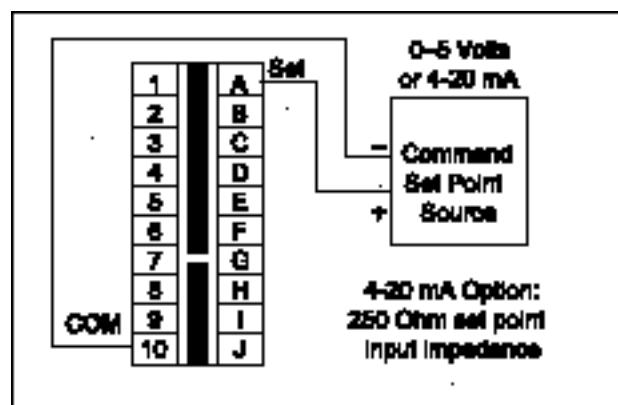 0-5 Volts
or 4-20 mA
Set
1 A
2 B
3 C
4 D
5 E
6 F
7 G
8 H
9 I
10 J
COM
-
+
Command
Set Point
Source
4-20 mA Option:
250 Ohm set point
input impedance